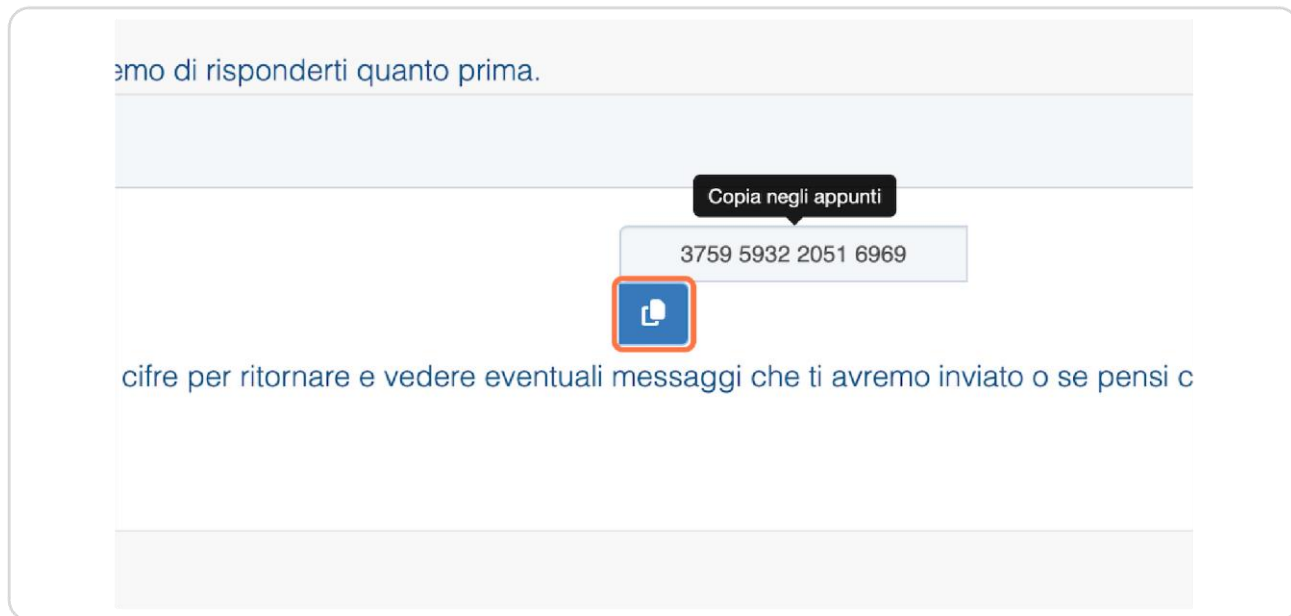 emo di risponderti quanto prima.
Copia negli appunti
3759 5932 2051 6969
cifre per ritornare e vedere eventuali messaggi che ti avremo inviato o se pensi c